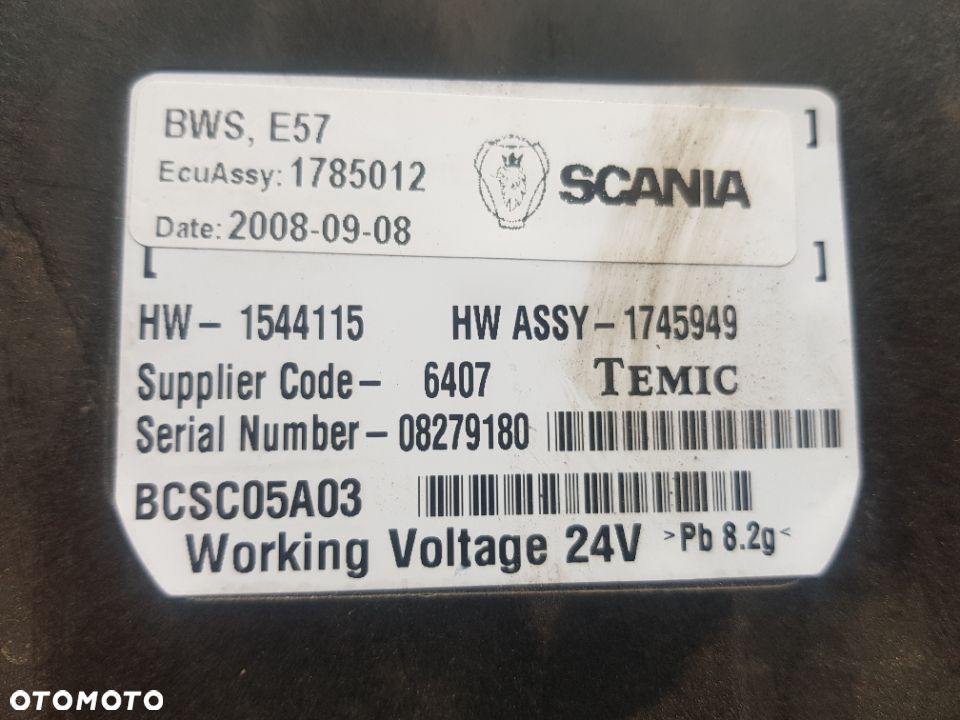 BWS, E57
EcuAssy: 1785012
SCANIA
Date: 2008-09-08
]
[ ]
HW - 1544115 HW ASSY - 1745949
Supplier Code - 6407 TEMIC
Serial Number - 08279180
BCSC05A03
Working Voltage 24V >Pb 8.2g<
OTOMOTO